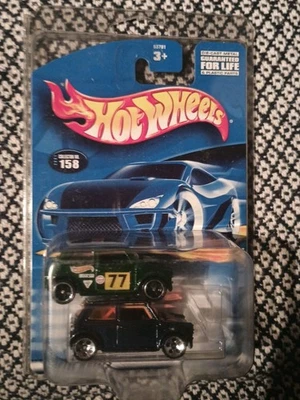 3+
DIE-CAST METAL
GUARANTEED
FOR LIFE
& PLASTIC PARTS
HOT WHEELS
COLLECTOR NO.
158
77